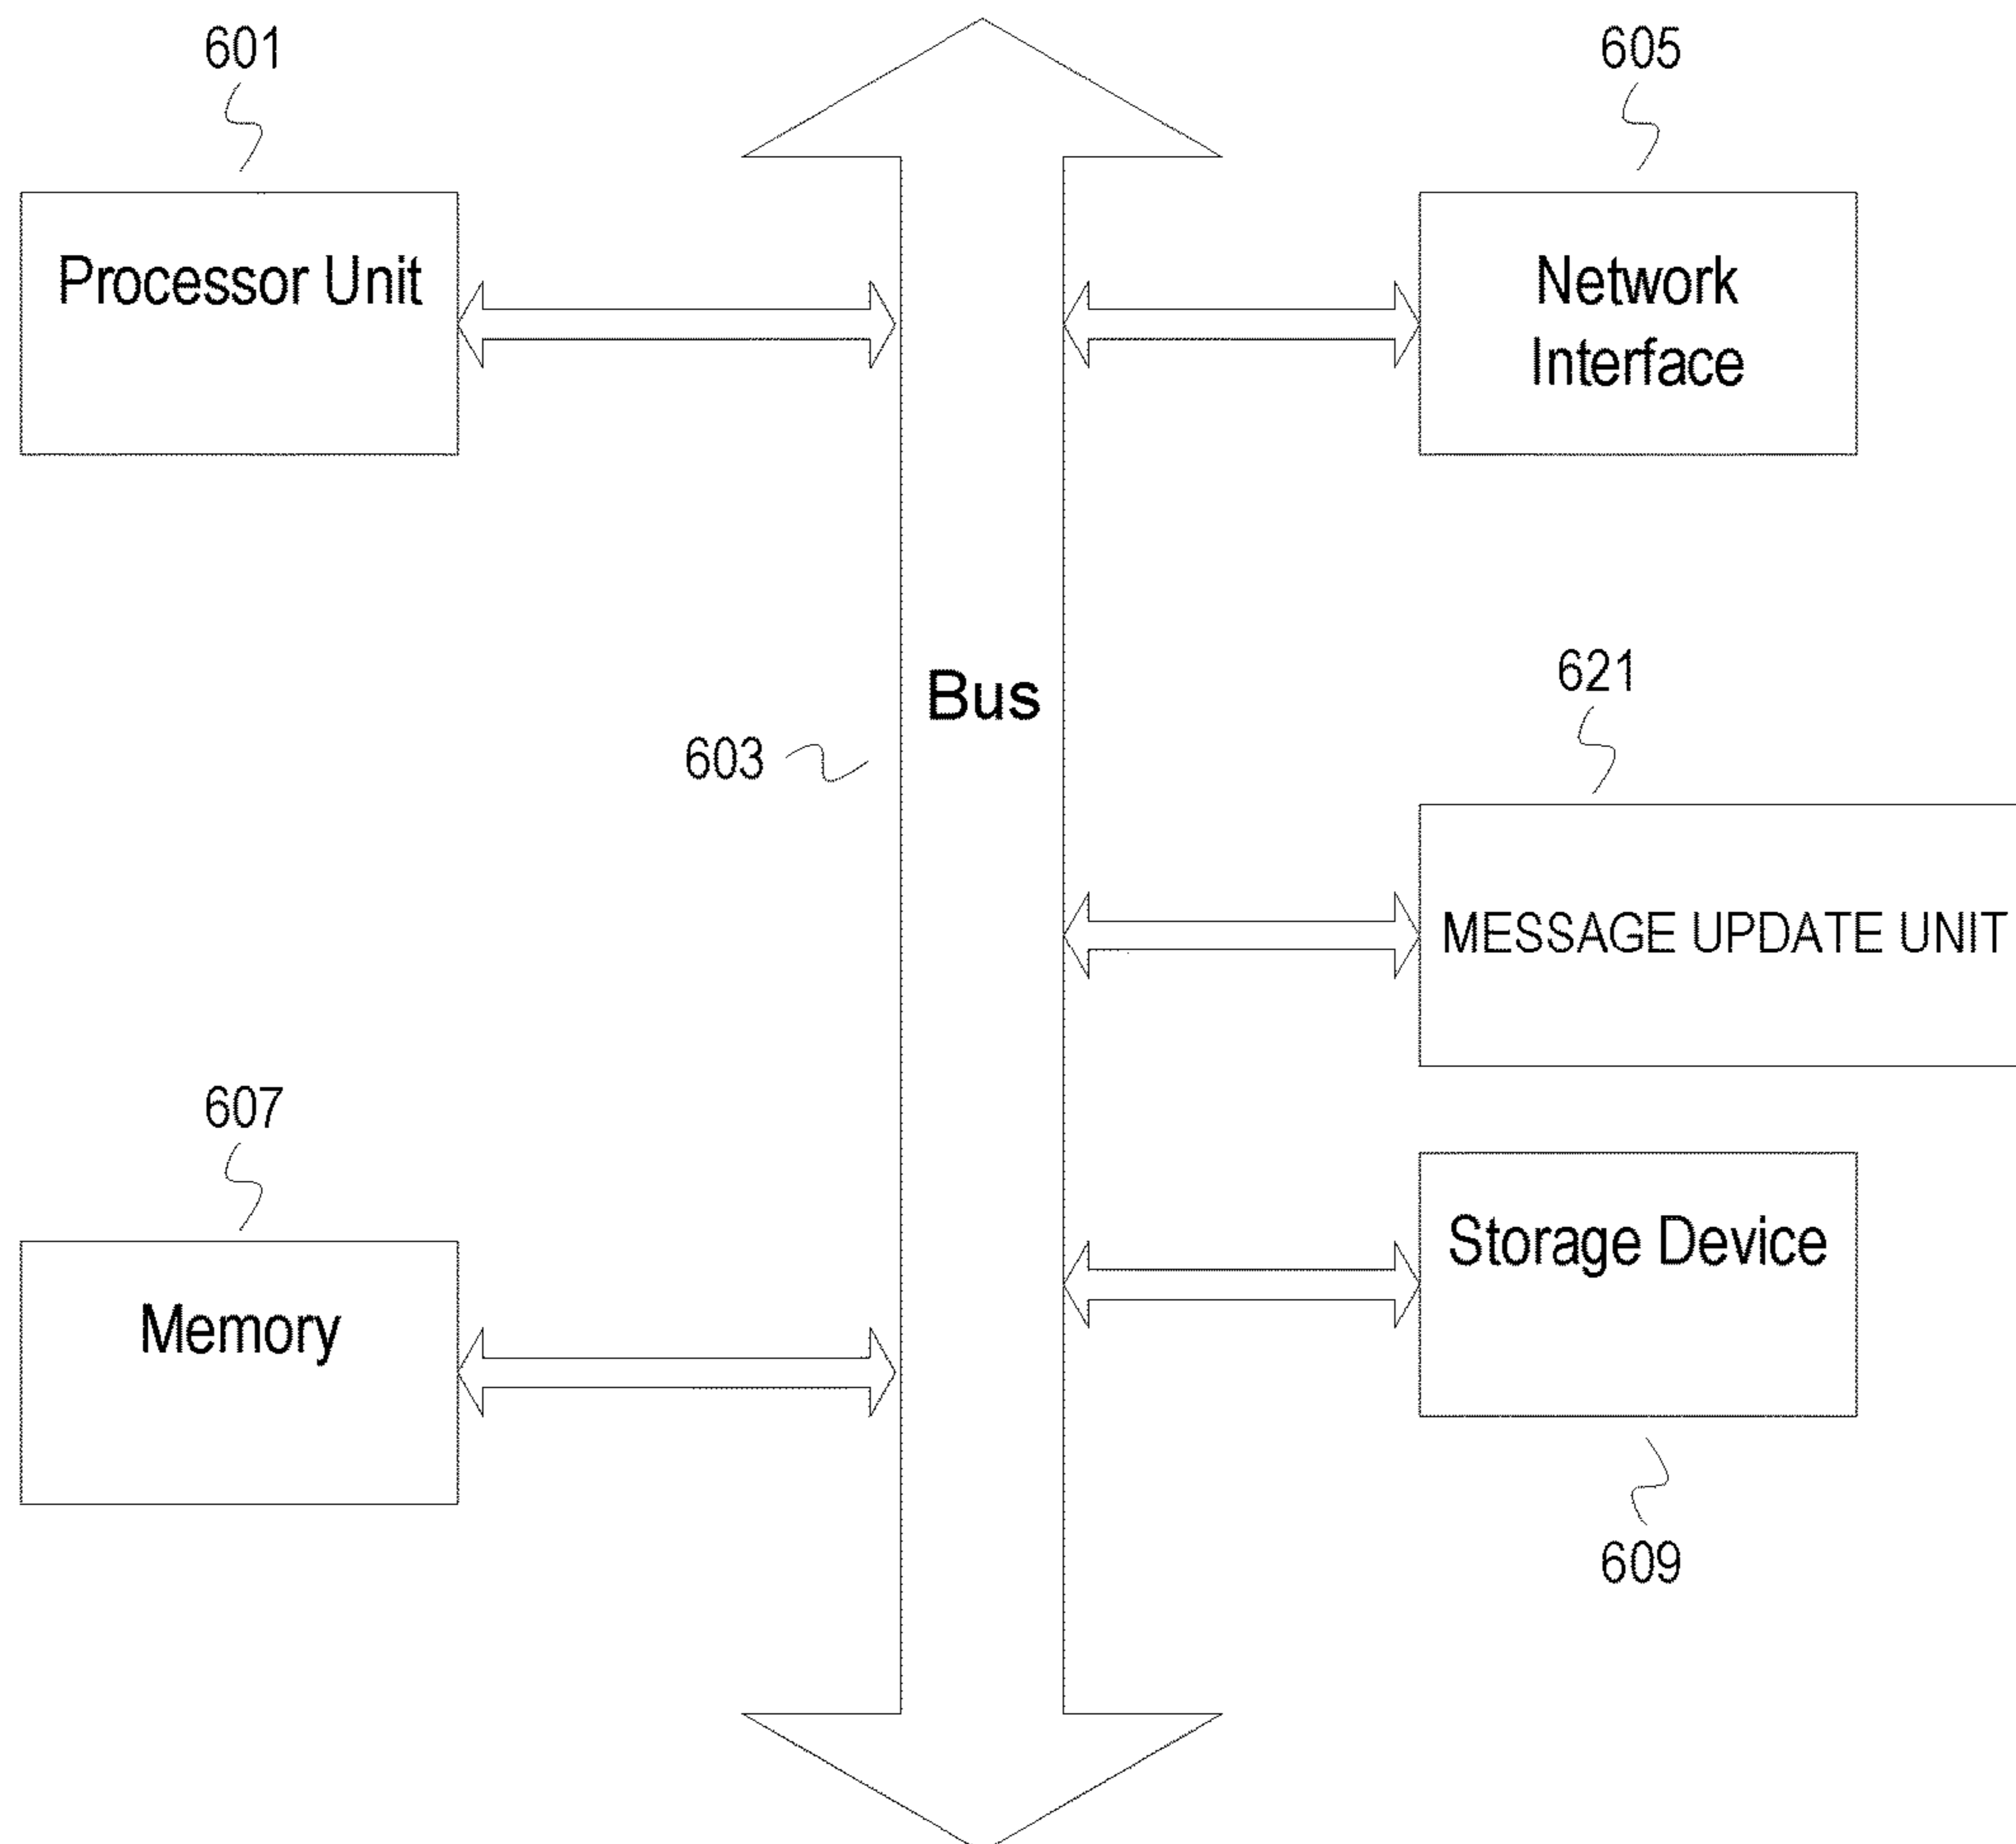 601
605
Processor Unit
Network
Interface
Bus
621
603
MESSAGE UPDATE UNIT
607
Storage Device
Memory
609